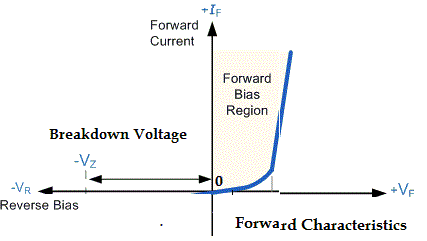 +IF
Forward
Current
Forward
Bias
Region
Breakdown Voltage
-VZ
0
-VR
+VF
Reverse Bias
Forward Characteristics